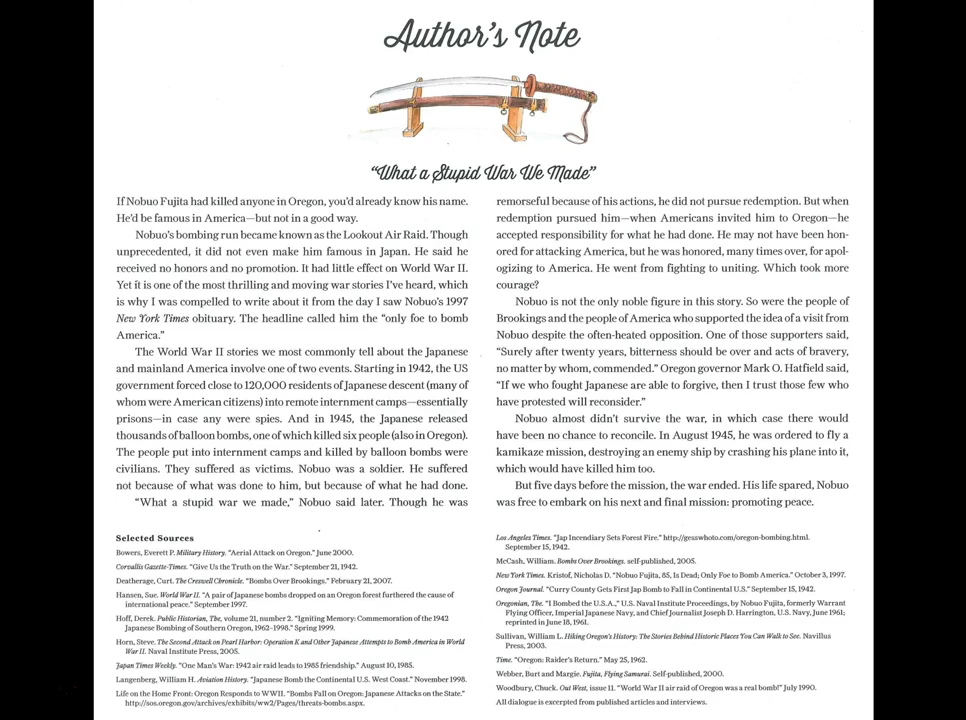 Author's Note
"What a Stupid War We Made"
If Nobuo Fujita had killed anyone in Oregon, you'd already know his name.
He'd be famous in America—but not in a good way.
Nobuo's bombing run became known as the Lookout Air Raid. Though
unprecedented, it did not even make him famous in Japan. He said he
received no honors and no promotion. It had little effect on World War II.
Yet it is one of the most thrilling and moving war stories I've heard, which
is why I was compelled to write about it from the day I saw Nobuo's 1997
New York Times obituary. The headline called him the "only foe to bomb
America."
The World War II stories we most commonly tell about the Japanese
and mainland America involve one of two events. Starting in 1942, the US
government forced close to 120,000 residents of Japanese descent (many of
whom were American citizens) into remote internment camps—essentially
prisons—in case any were spies. And in 1945, the Japanese released
thousands of balloon bombs, one of which killed six people (also in Oregon).
The people put into internment camps and killed by balloon bombs were
civilians. They suffered as victims. Nobuo was a soldier. He suffered
not because of what was done to him, but because of what he had done.
"What a stupid war we made," Nobuo said later. Though he was
remorseful because of his actions, he did not pursue redemption. But when
redemption pursued him—when Americans invited him to Oregon—he
accepted responsibility for what he had done. He may not have been hon-
ored for attacking America, but he was honored, many times over, for apol-
ogizing to America. He went from fighting to uniting. Which took more
courage?
Nobuo is not the only noble figure in this story. So were the people of
Brookings and the people of America who supported the idea of a visit from
Nobuo despite the often-heated opposition. One of those supporters said,
"Surely after twenty years, bitterness should be over and acts of bravery,
no matter by whom, commended." Oregon governor Mark O. Hatfield said,
"If we who fought Japanese are able to forgive, then I trust those few who
have protested will reconsider."
Nobuo almost didn't survive the war, in which case there would
have been no chance to reconcile. In August 1945, he was ordered to fly a
kamikaze mission, destroying an enemy ship by crashing his plane into it,
which would have killed him too.
But five days before the mission, the war ended. His life spared, Nobuo
was free to embark on his next and final mission: promoting peace.
Selected Sources
Bowers, Everett P. Military History. "Aerial Attack on Oregon." June 2000.
Corvallis Gazette-Times. "Give Us the Truth on the War." September 21, 1942.
Deatherage, Curt. The Creswell Chronicle. "Bombs Over Brookings." February 21, 2007.
Hansen, Sue. World War II. "A pair of Japanese bombs dropped on an Oregon forest furthered the cause of
international peace." September 1997.
Hoff, Derek. Public Historian, The, volume 21, number 2. "Igniting Memory: Commemoration of the 1942
Japanese Bombing of Southern Oregon, 1962–1998." Spring 1999.
Horn, Steve. The Second Attack on Pearl Harbor: Operation K and Other Japanese Attempts to Bomb America in World
War II. Naval Institute Press, 2005.
Japan Times Weekly. "One Man's War: 1942 air raid leads to 1985 friendship." August 10, 1985.
Langenberg, William H. Aviation History. "Japanese Bomb the Continental U.S. West Coast." November 1998.
Life on the Home Front: Oregon Responds to WWII. "Bombs Fall on Oregon: Japanese Attacks on the State."
http://sos.oregon.gov/archives/exhibits/ww2/Pages/threats-bombs.aspx.
Los Angeles Times. "Jap Incendiary Sets Forest Fire." http://gesswhoto.com/oregon-bombing.html.
September 15, 1942.
McCash, William. Bombs Over Brookings. self-published, 2005.
New York Times. Kristof, Nicholas D. "Nobuo Fujita, 85, Is Dead; Only Foe to Bomb America." October 3, 1997.
Oregon Journal. "Curry County Gets First Jap Bomb to Fall in Continental U.S." September 15, 1942.
Oregonian, The. "I Bombed the U.S.A.," U.S. Naval Institute Proceedings, by Nobuo Fujita, formerly Warrant
Flying Officer, Imperial Japanese Navy, and Chief Journalist Joseph D. Harrington, U.S. Navy, June 1961;
reprinted in June 18, 1961.
Sullivan, William L. Hiking Oregon's History: The Stories Behind Historic Places You Can Walk to See. Navillus
Press, 2003.
Time. "Oregon: Raider's Return." May 25, 1962.
Webber, Burt and Margie. Fujita, Flying Samurai. Self-published, 2000.
Woodbury, Chuck. Out West, issue 11. "World War II air raid of Oregon was a real bomb!" July 1990.
All dialogue is excerpted from published articles and interviews.